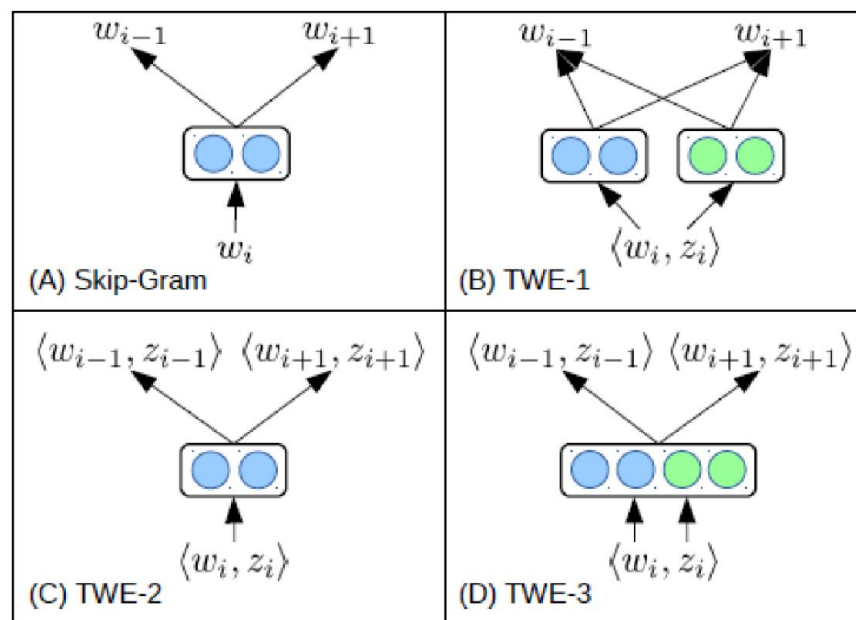 w_{i-1} w_{i+1}
w_i
(A) Skip-Gram
w_{i-1} w_{i+1}
⟨w_i, z_i⟩
(B) TWE-1
⟨w_{i-1}, z_{i-1}⟩ ⟨w_{i+1}, z_{i+1}⟩
⟨w_i, z_i⟩
(C) TWE-2
⟨w_{i-1}, z_{i-1}⟩ ⟨w_{i+1}, z_{i+1}⟩
⟨w_i, z_i⟩
(D) TWE-3